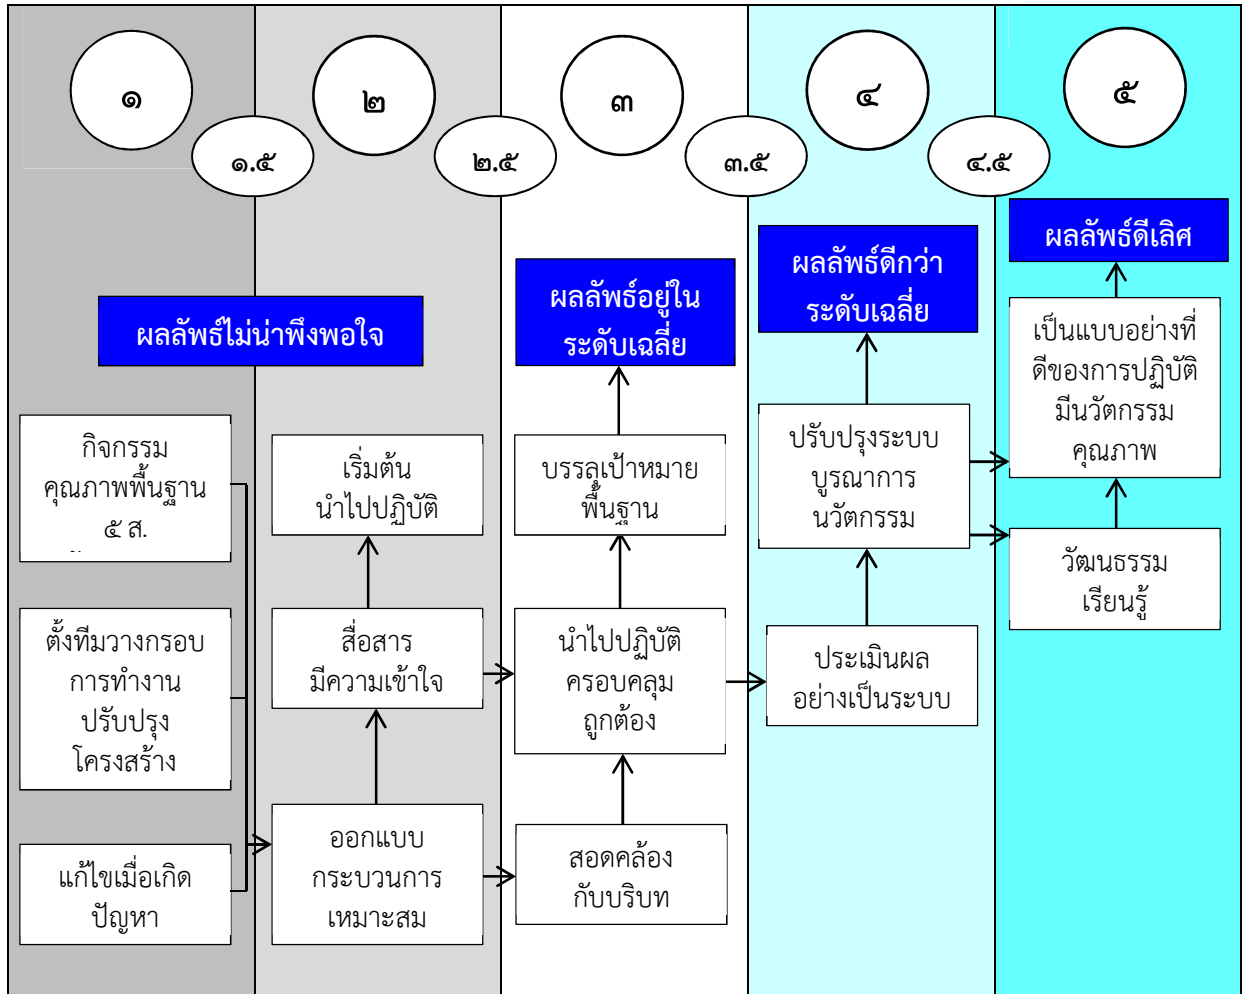 ๑
๒
๓
๔
๕
๑.๕
๒.๕
๓.๕
๔.๕
ผลลัพธ์ไม่น่าพึงพอใจ
ผลลัพธ์อยู่ใน
ระดับเฉลี่ย
ผลลัพธ์ดีกว่า
ระดับเฉลี่ย
ผลลัพธ์ดีเลิศ
กิจกรรม
คุณภาพพื้นฐาน
๕ ส.
ตั้งทีมวางกรอบ
การทำงาน
ปรับปรุง
โครงสร้าง
แก้ไขเมื่อเกิด
ปัญหา
เริ่มต้น
นำไปปฏิบัติ
สื่อสาร
มีความเข้าใจ
ออกแบบ
กระบวนการ
เหมาะสม
บรรลุเป้าหมาย
พื้นฐาน
นำไปปฏิบัติ
ครอบคลุม
ถูกต้อง
สอดคล้อง
กับบริบท
ปรับปรุงระบบ
บูรณาการ
นวัตกรรม
ประเมินผล
อย่างเป็นระบบ
เป็นแบบอย่างที่
ดีของการปฏิบัติ
มีนวัตกรรม
คุณภาพ
วัฒนธรรม
เรียนรู้